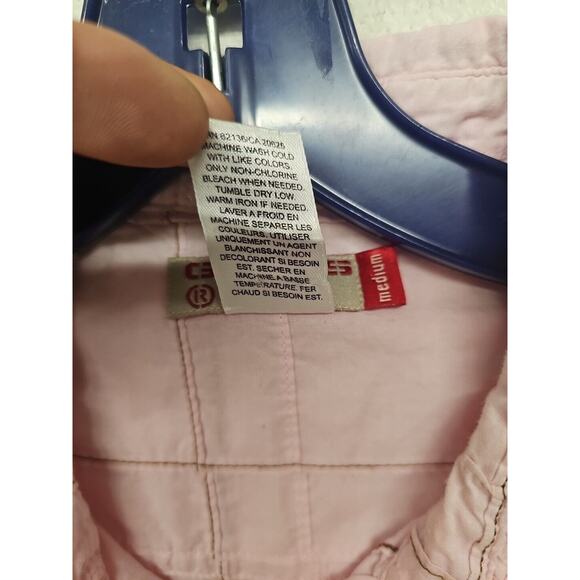 RN 82136/CA 20625
MACHINE WASH COLD
WITH LIKE COLORS.
ONLY NON-CHLORINE
BLEACH WHEN NEEDED.
TUMBLE DRY LOW
WARM IRON IF NEEDED.
LAVER A FROID EN
MACHINE SEPARER LES
COULEURS. UTILISER
UNIQUEMENT UN AGENT
BLANCHISSANT NON
DECOLORANT SI BESOIN
EST. SECHER EN
MACHINE A BASSE
TEMPERATURE. FER
CHAUD SI BESOIN EST.
medium